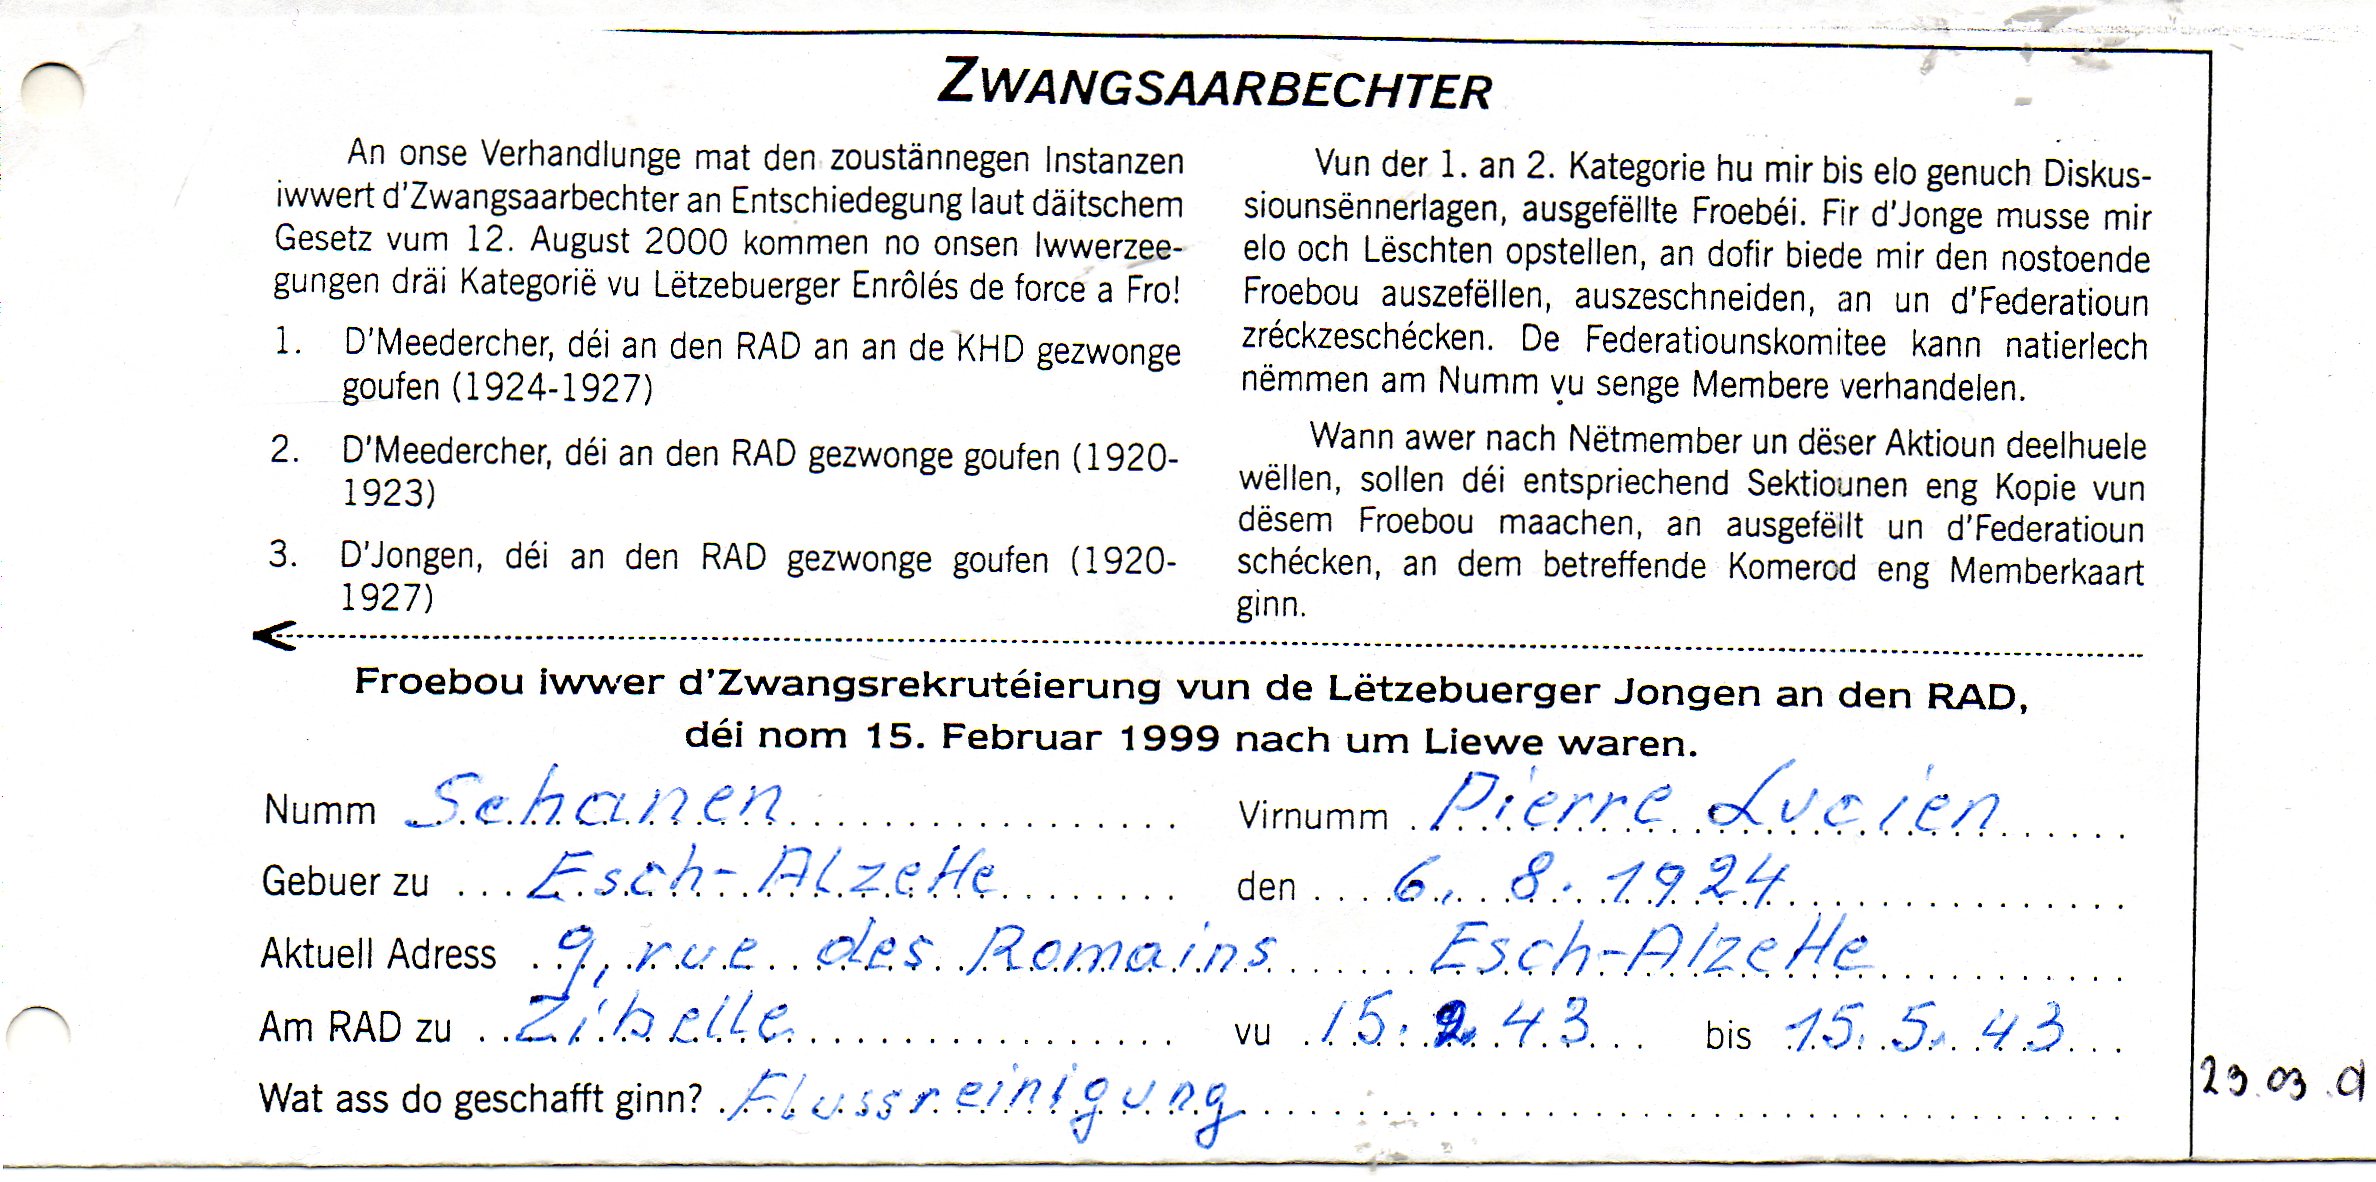 ZWANGSAARBECHTER
An onse Verhandlunge mat den zoustännegen Instanzen
iwwert d'Zwangsaarbechter an Entschiedegung laut däitschem
Gesetz vum 12. August 2000 kommen no onsen Iwwerzee-
gungen dräi Kategorië vu Lëtzebuerger Enrôlés de force a Fro!
1. D'Meedercher, déi an den RAD an an de KHD gezwonge
goufen (1924-1927)
2. D'Meedercher, déi an den RAD gezwonge goufen (1920-
1923)
3. D'Jongen, déi an den RAD gezwonge goufen (1920-
1927)
Vun der 1. an 2. Kategorie hu mir bis elo genuch Diskus-
siounsënnerlagen, ausgefëllte Froebéi. Fir d'Jonge musse mir
elo och Lëschten opstellen, an dofir biede mir den nostoende
Froebou auszefëllen, auszeschneiden, an un d'Federatioun
zréckzeschécken. De Federatiounskomitee kann natierlech
nëmmen am Numm vu senge Membere verhandelen.
Wann awer nach Nëtmember un dëser Aktioun deelhuele
wëllen, sollen déi entspriechend Sektiounen eng Kopie vun
dësem Froebou maachen, an ausgefëllt un d'Federatioun
schécken, an dem betreffende Komerod eng Memberkaart
ginn.
Froebou iwwer d'Zwangsrekrutéierung vun de Lëtzebuerger Jongen an den RAD,
déi nom 15. Februar 1999 nach um Liewe waren.
Numm Schanen Virnumm Pierre Lucien
Gebuer zu Esch-Alzette den 6. 8. 1924
Aktuell Adress 9, rue des Romains Esch-Alzette
Am RAD zu Zibelle vu 15. 2. 43 bis 15. 5. 43
Wat ass do geschafft ginn? Flussreinigung
23.03.